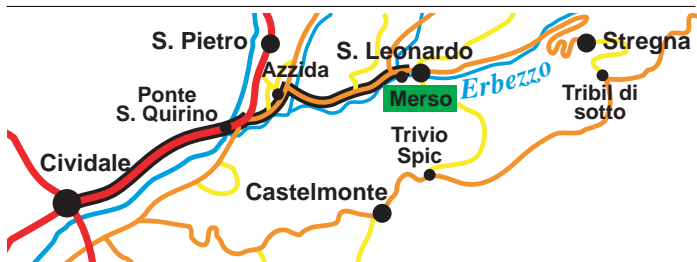 S. Pietro
S. Leonardo
Stregna
Azzida
Erbezzo
Ponte
S. Quirino
Merso
Tribil di
sotto
Trivio
Spic
Cividale
Castelmonte